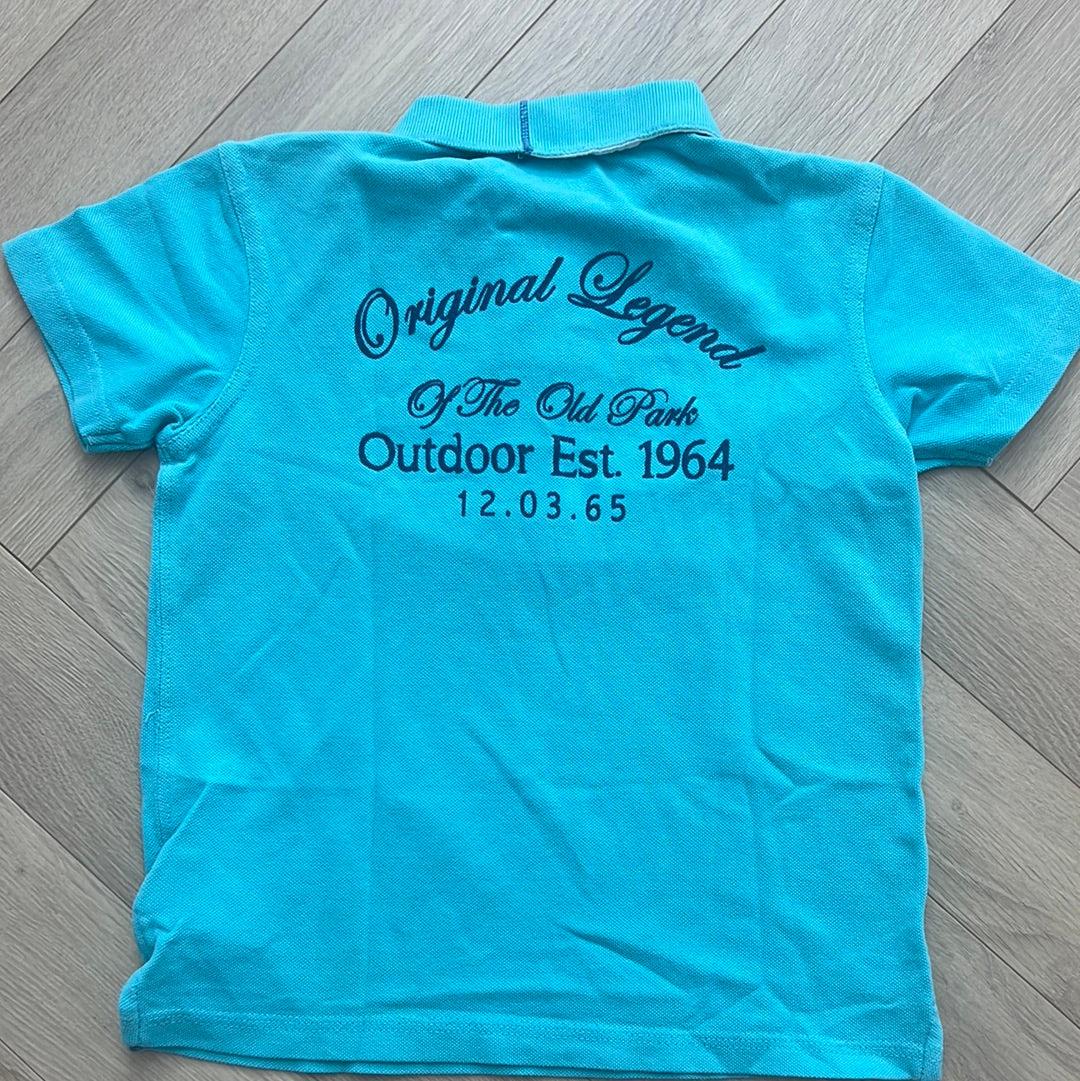 Original Legend
Of The Old Park
Outdoor Est. 1964
12.03.65